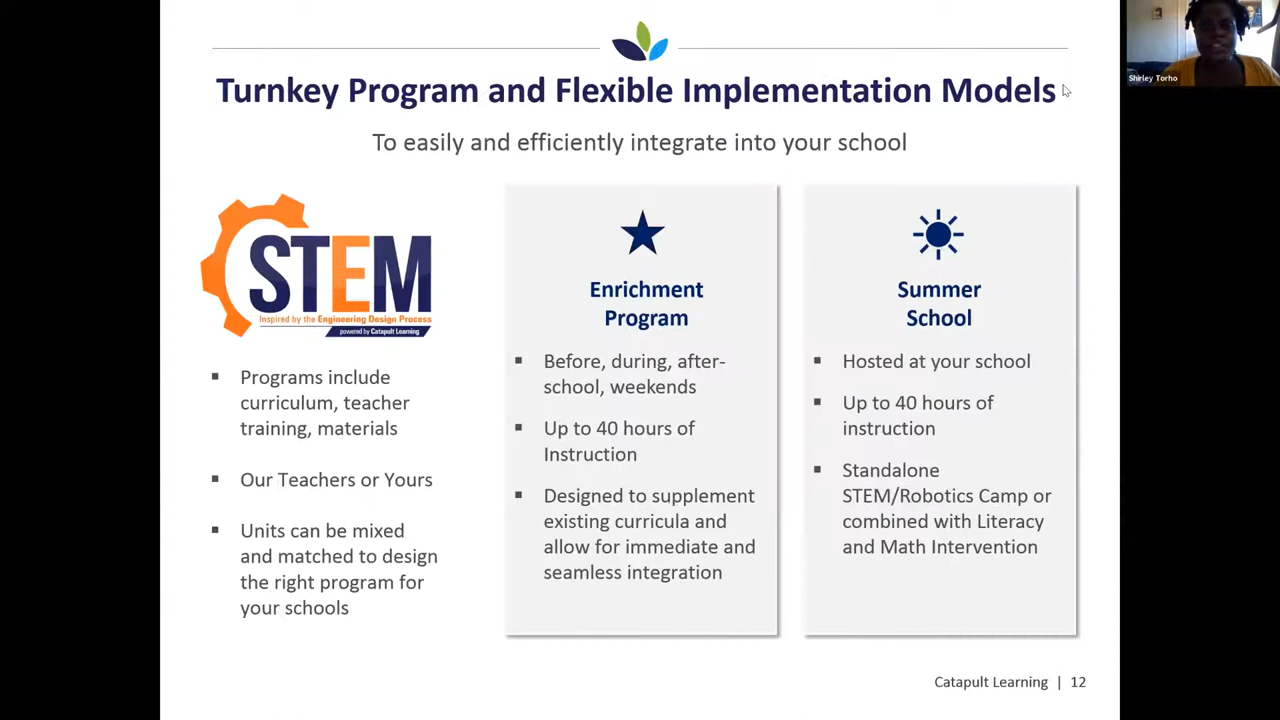 Turnkey Program and Flexible Implementation Models
To easily and efficiently integrate into your school
STEM
Inspired by the Engineering Design Process
powered by Catapult Learning
▪ Programs include
curriculum, teacher
training, materials
▪ Our Teachers or Yours
▪ Units can be mixed
and matched to design
the right program for
your schools
Enrichment
Program
▪ Before, during, after-
school, weekends
▪ Up to 40 hours of
Instruction
▪ Designed to supplement
existing curricula and
allow for immediate and
seamless integration
Summer
School
▪ Hosted at your school
▪ Up to 40 hours of
instruction
▪ Standalone
STEM/Robotics Camp or
combined with Literacy
and Math Intervention
Catapult Learning | 12
Shirley Torho